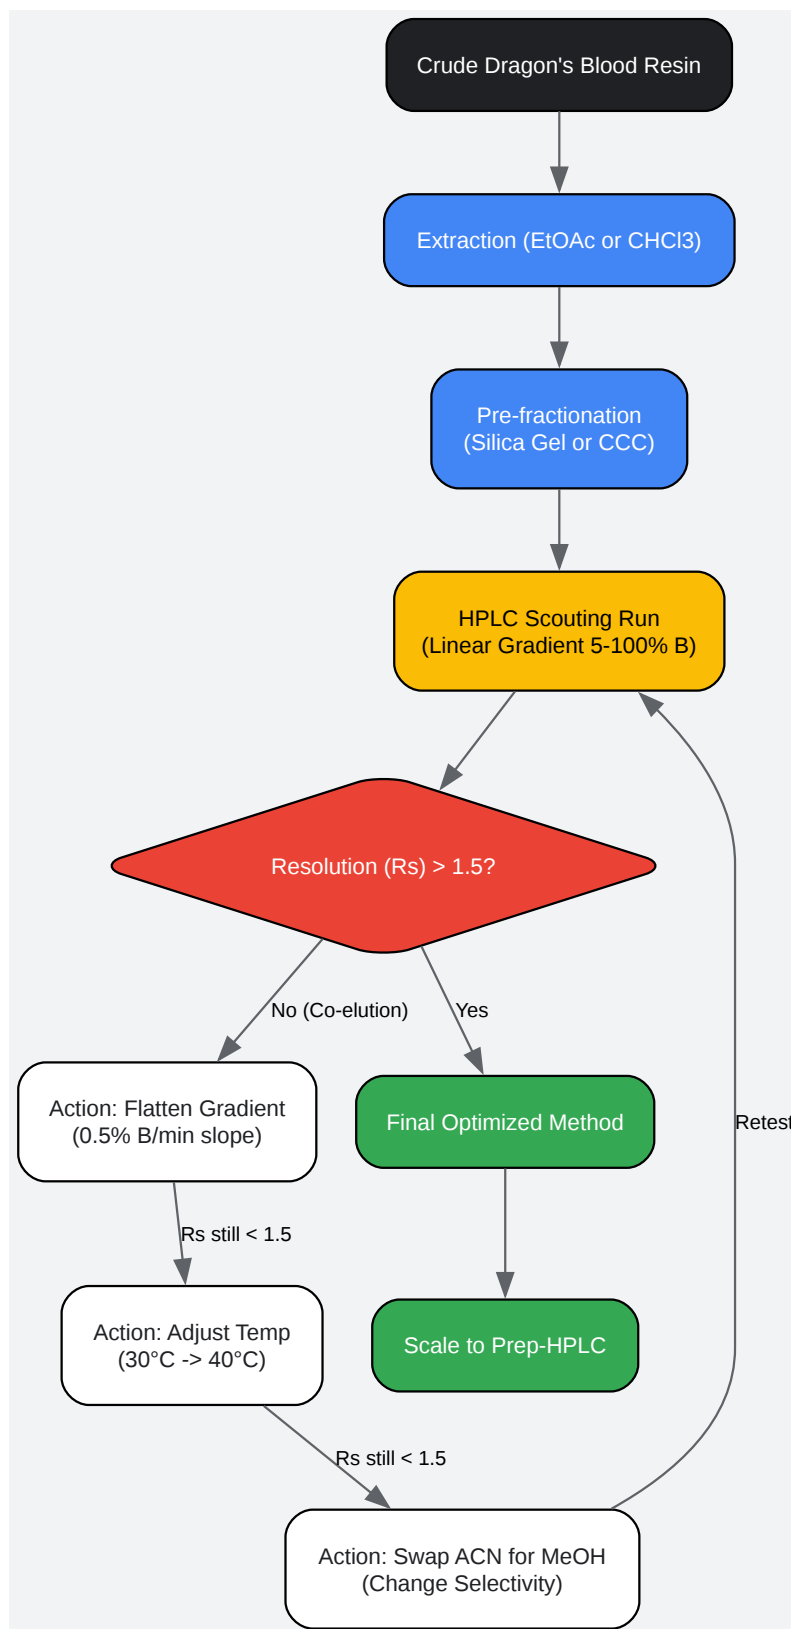 Crude Dragon's Blood Resin
Extraction (EtOAc or CHCl3)
Pre-fractionation
(Silica Gel or CCC)
HPLC Scouting Run
(Linear Gradient 5-100% B)
Resolution (Rs) > 1.5?
No (Co-elution)
Yes
Action: Flatten Gradient
(0.5% B/min slope)
Final Optimized Method
Retest
Rs still < 1.5
Action: Adjust Temp
(30°C -> 40°C)
Scale to Prep-HPLC
Rs still < 1.5
Action: Swap ACN for MeOH
(Change Selectivity)